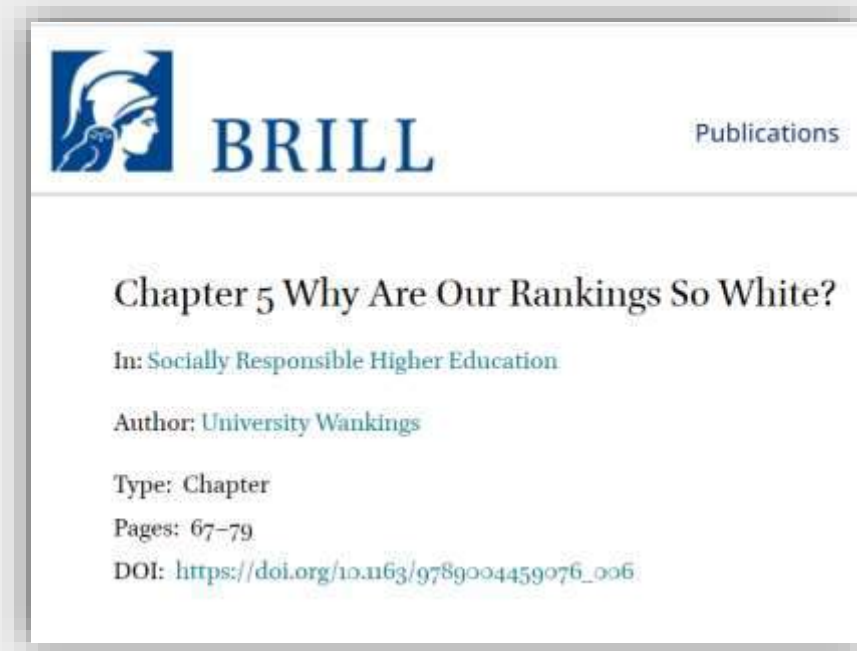 BRILL
Publications
Chapter 5 Why Are Our Rankings So White?
In: Socially Responsible Higher Education
Author: University Wankings
Type: Chapter
Pages: 67–79
DOI: https://doi.org/10.1163/9789004459076_006